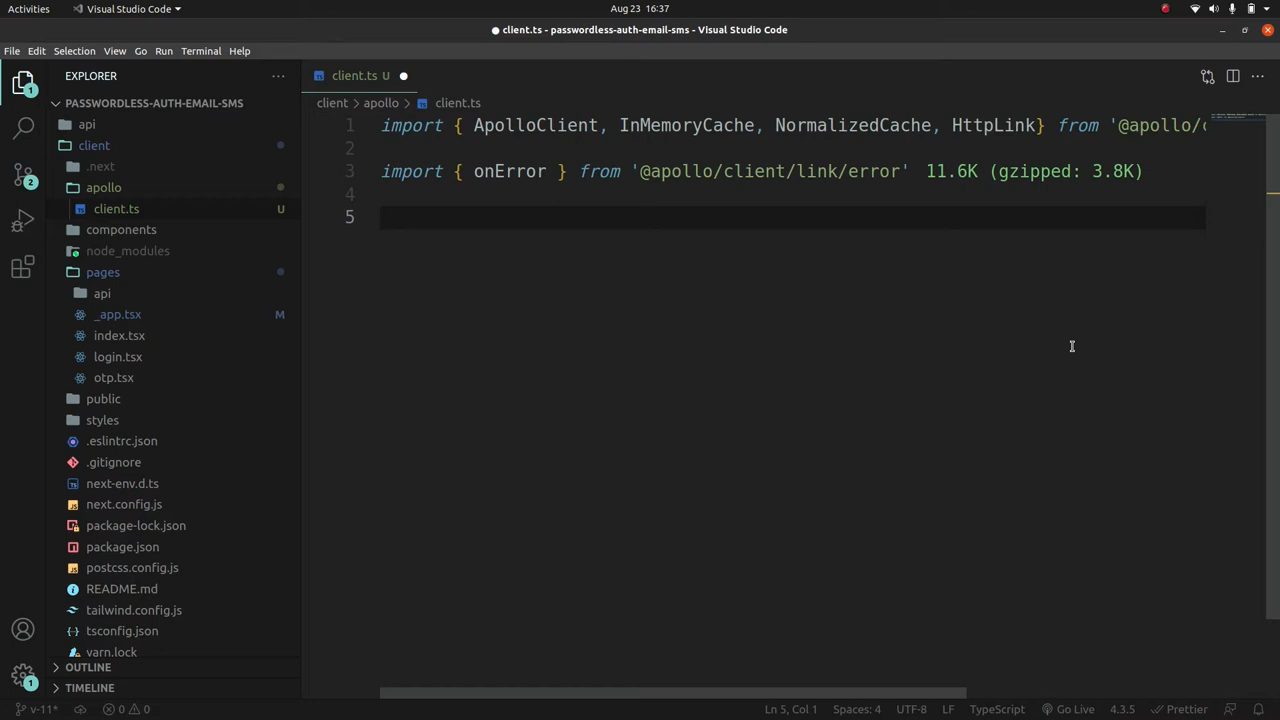 Activities
Visual Studio Code
Aug 23 16:37
client.ts - passwordless-auth-email-sms - Visual Studio Code
File Edit Selection View Go Run Terminal Help
EXPLORER
client.ts U
PASSWORDLESS-AUTH-EMAIL-SMS
client > apollo > client.ts
api
client
.next
apollo
client.ts U
components
node_modules
pages
api
_app.tsx M
index.tsx
login.tsx
otp.tsx
public
styles
.eslintrc.json
.gitignore
next-env.d.ts
next.config.js
package-lock.json
package.json
postcss.config.js
README.md
tailwind.config.js
tsconfig.json
yarn.lock
OUTLINE
TIMELINE
1 import { ApolloClient, InMemoryCache, NormalizedCache, HttpLink} from '@apollo/c
2
3 import { onError } from '@apollo/client/link/error' 11.6K (gzipped: 3.8K)
4
5
1
2
1
v-11* 0 0 Ln 5, Col 1 Spaces: 4 UTF-8 LF TypeScript Go Live 4.3.5 Prettier